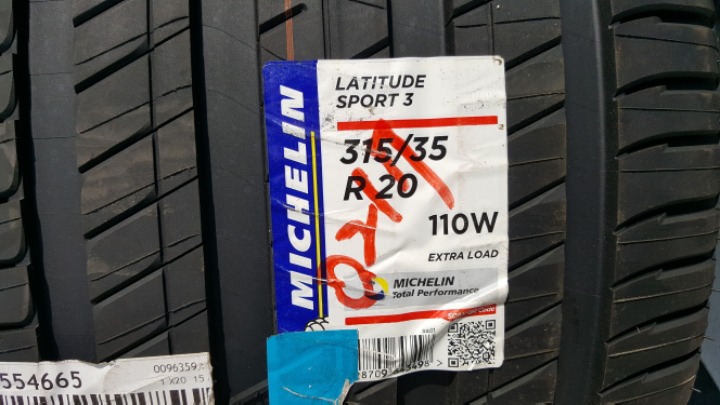 MICHELIN
LATITUDE
SPORT 3
315/35
R 20
110W
EXTRA LOAD
MICHELIN
Total Performance
554665